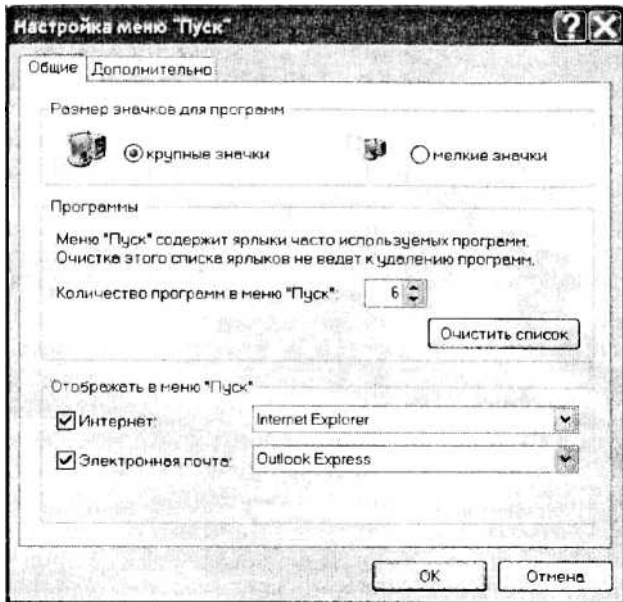 Настройка меню "Пуск"
Общие Дополнительно
Размер значков для программ
крупные значки мелкие значки
Программы
Меню "Пуск" содержит ярлыки часто используемых программ.
Очистка этого списка ярлыков не ведет к удалению программ.
Количество программ в меню "Пуск": 6
Очистить список
Отображать в меню "Пуск"
Интернет: Internet Explorer
Электронная почта: Outlook Express
OK Отмена